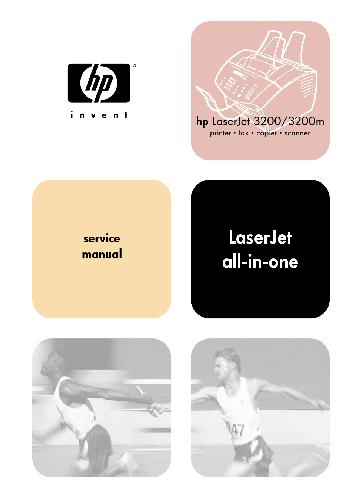 hp
invent
hp LaserJet 3200/3200m
printer • fax • copier • scanner
service
manual
LaserJet
all-in-one
47